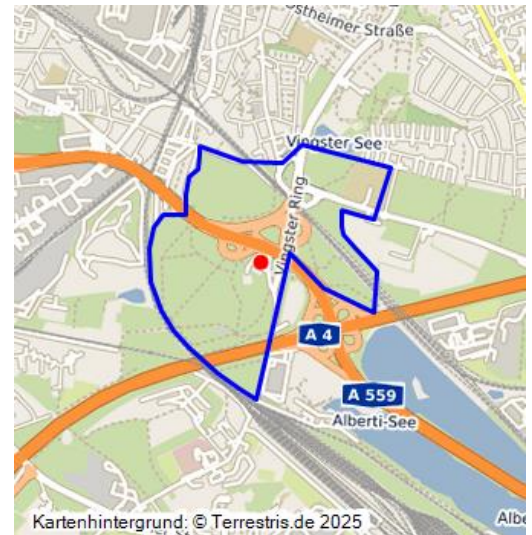 stheimer Straße
Vingster See
Vingster Ring
A 4
A 559
Alberti-See
Albe
Kartenhintergrund: © Terrestris.de 2025